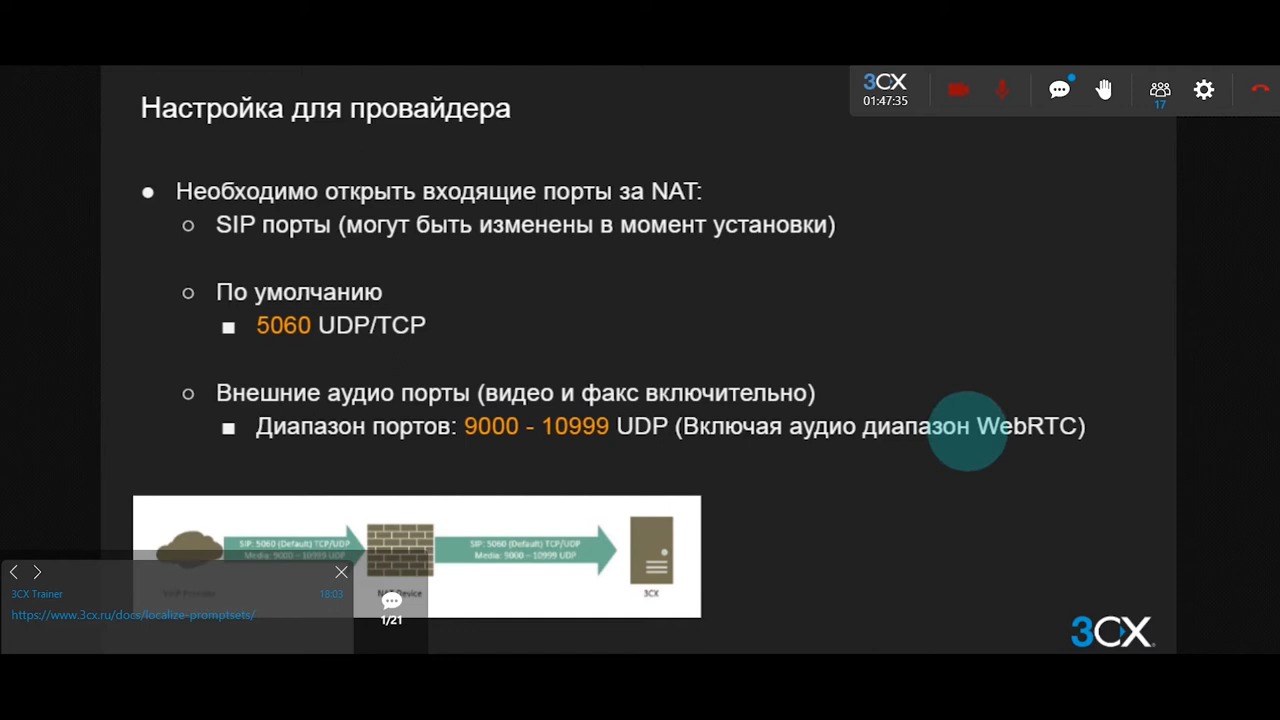 3CX
01:47:35
17
Настройка для провайдера
Необходимо открыть входящие порты за NAT:
SIP порты (могут быть изменены в момент установки)
По умолчанию
5060 UDP/TCP
Внешние аудио порты (видео и факс включительно)
Диапазон портов: 9000 - 10999 UDP (Включая аудио диапазон WebRTC)
SIP: 5060 (Default) TCP/UDP
Media: 9000 – 10999 UDP
SIP: 5060 (Default) TCP/UDP
Media: 9000 – 10999 UDP
3CX
3CX Trainer
18:03
https://www.3cx.ru/docs/localize-promptsets/
1/21
3CX